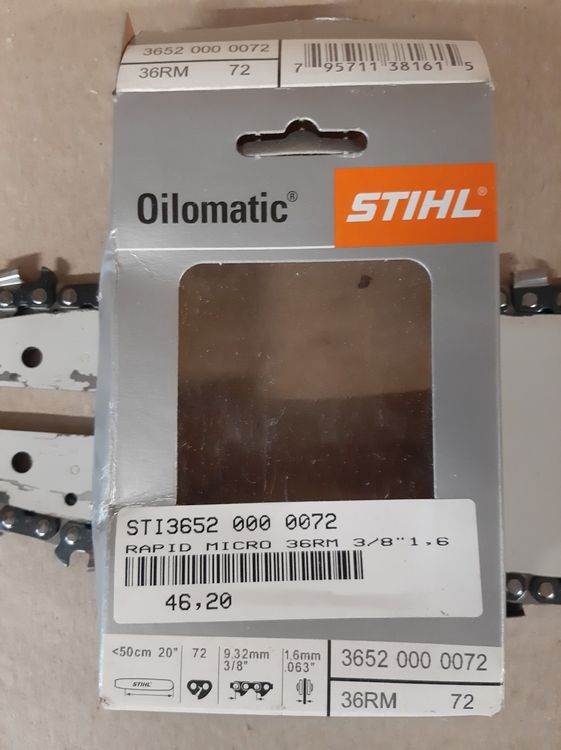 3652 000 0072
36RM 72
7 95711 38161 5
Oilomatic®
STIHL®
STI3652 000 0072
RAPID MICRO 36RM 3/8"1,6
46,20
<50cm 20"
72
9.32mm
3/8"
1.6mm
.063"
STIHL
3652 000 0072
36RM 72